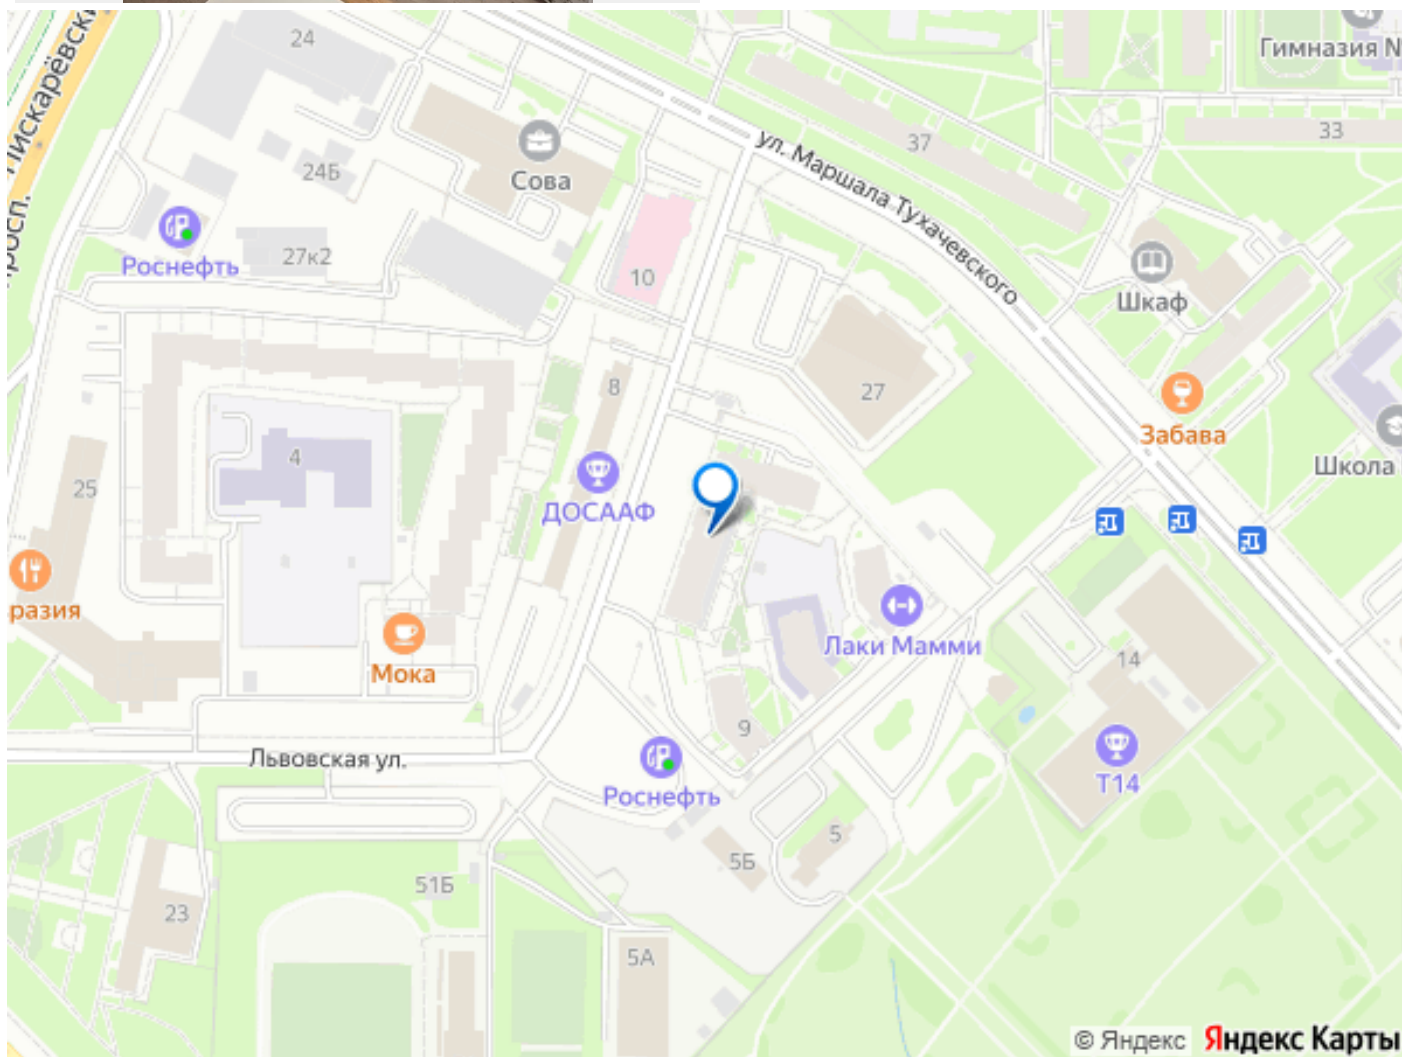 24
Гимназия N
Пискарёвски
просп.
37
33
ул. Маршала Тухачевского
24Б
Сова
Роснефть
27к2
10
Шкаф
8
27
Забава
4
Школа
25
ДОСААФ
разия
Лаки Мамми
Мока
14
9
Львовская ул.
Роснефть
Т14
5
5Б
51Б
23
5А
© Яндекс Яндекс Карты